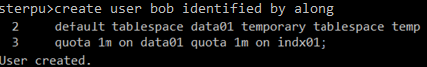 sterpu>create user bob identified by along
2 default tablespace data01 temporary tablespace temp
3 quota 1m on data01 quota 1m on indx01;
User created.